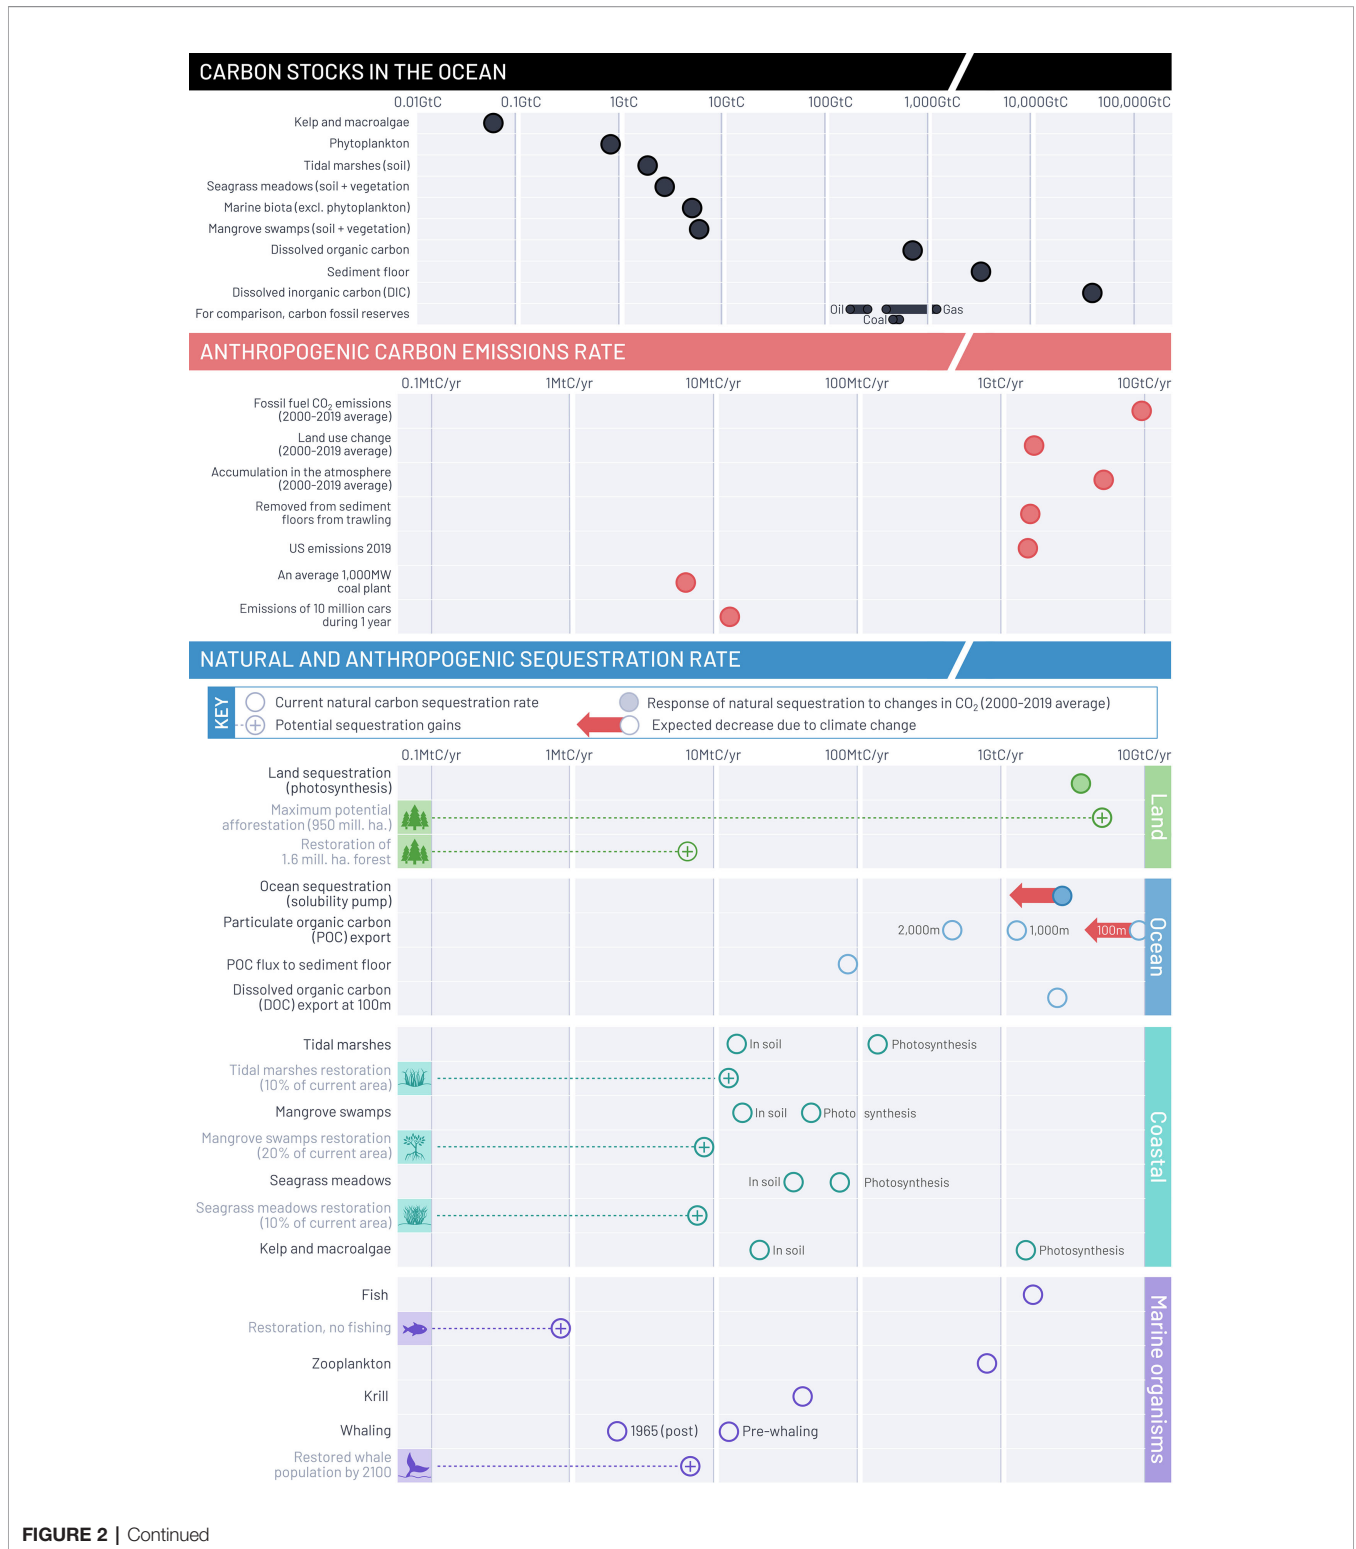 CARBON STOCKS IN THE OCEAN
0.01GtC 0.1GtC 1GtC 10GtC 100GtC 1,000GtC 10,000GtC 100,000GtC
Kelp and macroalgae
Phytoplankton
Tidal marshes (soil)
Seagrass meadows (soil + vegetation
Marine biota (excl. phytoplankton)
Mangrove swamps (soil + vegetation)
Dissolved organic carbon
Sediment floor
Dissolved inorganic carbon (DIC)
For comparison, carbon fossil reserves Oil Gas
Coal
ANTHROPOGENIC CARBON EMISSIONS RATE
0.1MtC/yr 1MtC/yr 10MtC/yr 100MtC/yr 1GtC/yr 10GtC/yr
Fossil fuel CO₂ emissions
(2000-2019 average)
Land use change
(2000-2019 average)
Accumulation in the atmosphere
(2000-2019 average)
Removed from sediment
floors from trawling
US emissions 2019
An average 1,000MW
coal plant
Emissions of 10 million cars
during 1 year
NATURAL AND ANTHROPOGENIC SEQUESTRATION RATE
KEY
Current natural carbon sequestration rate
Response of natural sequestration to changes in CO₂ (2000-2019 average)
Potential sequestration gains
Expected decrease due to climate change
0.1MtC/yr 1MtC/yr 10MtC/yr 100MtC/yr 1GtC/yr 10GtC/yr
Land
Land sequestration
(photosynthesis)
Maximum potential
afforestation (950 mill. ha.)
Restoration of
1.6 mill. ha. forest
Ocean
Ocean sequestration
(solubility pump)
Particulate organic carbon
(POC) export
2,000m 1,000m 100m
POC flux to sediment floor
Dissolved organic carbon
(DOC) export at 100m
Coastal
Tidal marshes In soil Photosynthesis
Tidal marshes restoration
(10% of current area)
Mangrove swamps In soil Photo synthesis
Mangrove swamps restoration
(20% of current area)
Seagrass meadows In soil Photosynthesis
Seagrass meadows restoration
(10% of current area)
Kelp and macroalgae In soil Photosynthesis
Marine organisms
Fish
Restoration, no fishing
Zooplankton
Krill
Whaling 1965 (post) Pre-whaling
Restored whale
population by 2100
FIGURE 2 | Continued